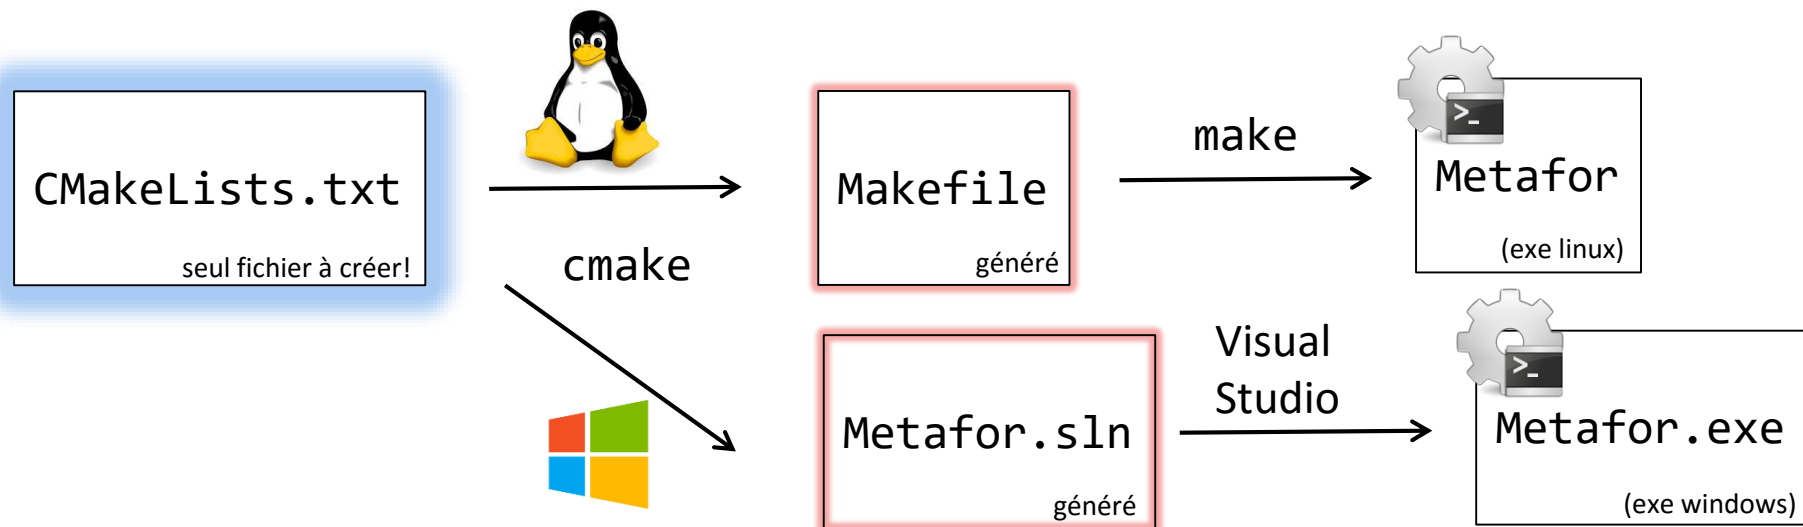 CMakeLists.txt
seul fichier à créer!
cmake
Makefile
généré
make
>_
Metafor
(exe linux)
Metafor.sln
généré
Visual
Studio
>_
Metafor.exe
(exe windows)